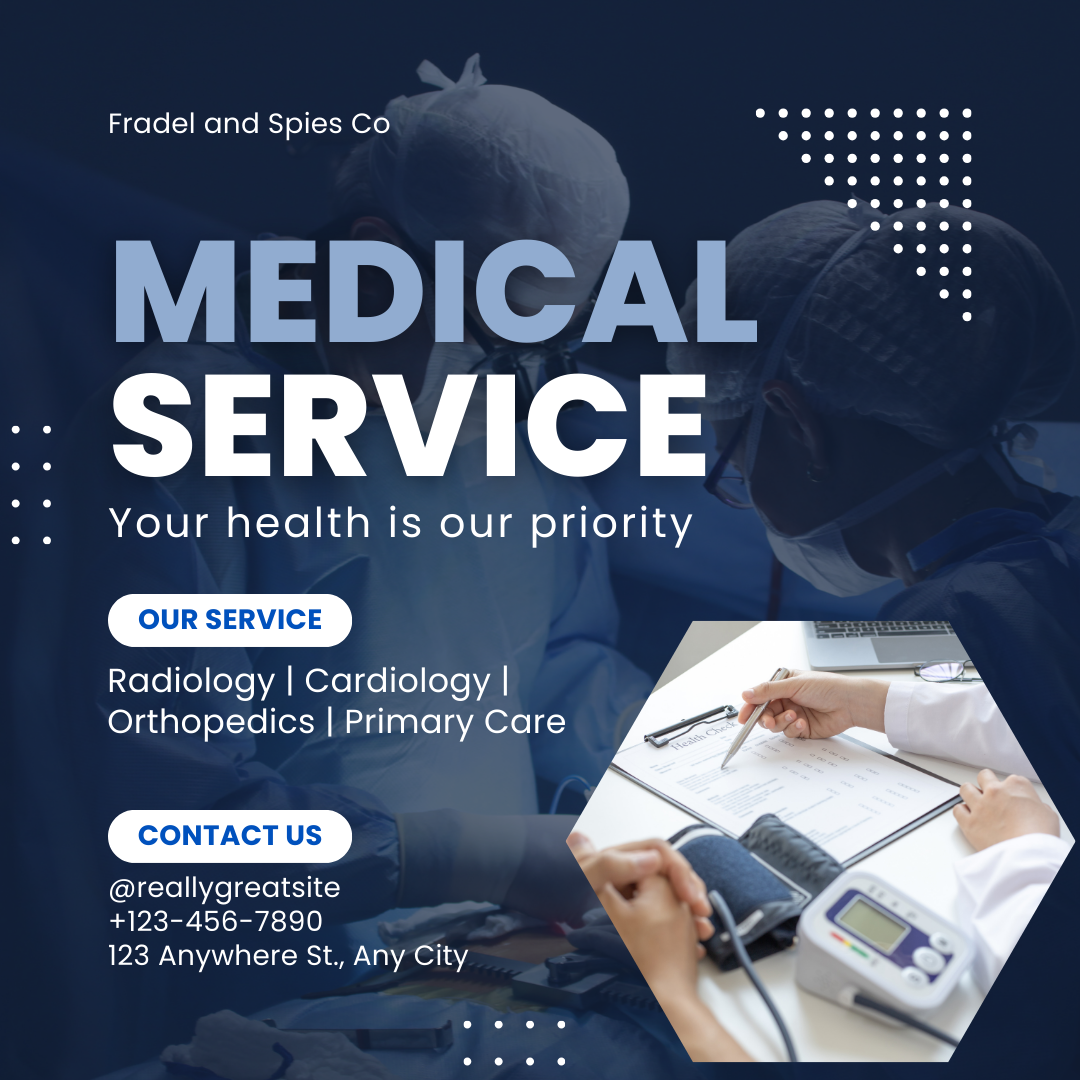 Fradel and Spies Co
MEDICAL
SERVICE
Your health is our priority
OUR SERVICE
Radiology | Cardiology |
Orthopedics | Primary Care
Health Check
CONTACT US
@reallygreatsite
+123-456-7890
123 Anywhere St., Any City